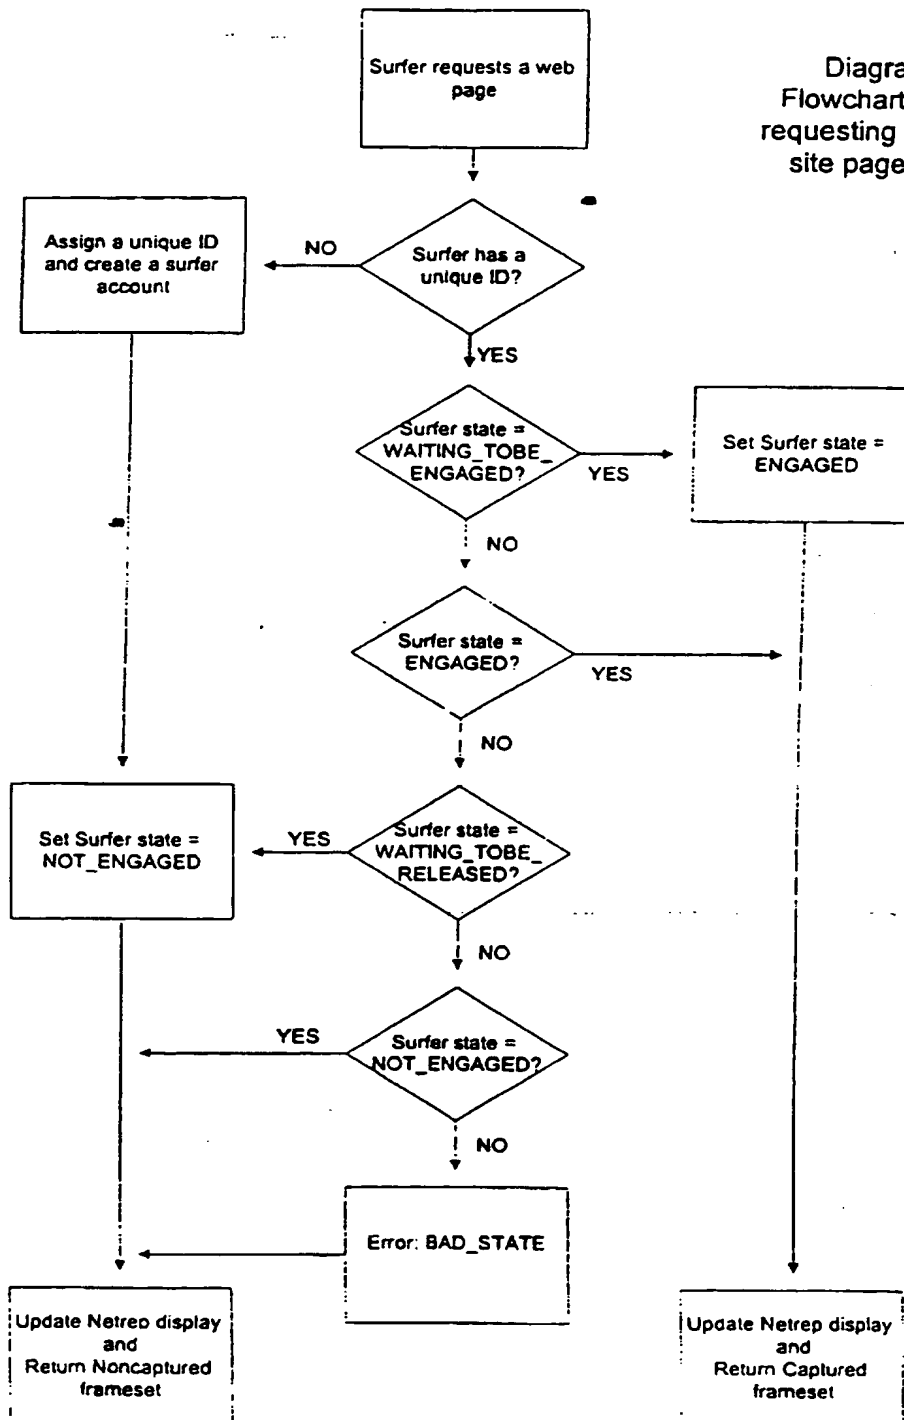 Surfer requests a web
page
Diagra
Flowchart
requesting
site page
Assign a unique ID
and create a surfer
account
NO
Surfer has a
unique ID?
YES
Surfer state =
WAITING_TOBE_
ENGAGED?
YES
Set Surfer state =
ENGAGED
NO
Surfer state =
ENGAGED?
YES
NO
Set Surfer state =
NOT_ENGAGED
YES
Surfer state =
WAITING_TOBE_
RELEASED?
NO
YES
Surfer state =
NOT_ENGAGED?
NO
Error: BAD_STATE
Update Netrep display
and
Return Noncaptured
frameset
Update Netrep display
and
Return Captured
frameset